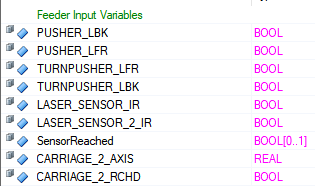 Feeder Input Variables
PUSHER_LBK BOOL
PUSHER_LFR BOOL
TURNPUSHER_LFR BOOL
TURNPUSHER_LBK BOOL
LASER_SENSOR_IR BOOL
LASER_SENSOR_2_IR BOOL
SensorReached BOOL[0..1]
CARRIAGE_2_AXIS REAL
CARRIAGE_2_RCHD BOOL